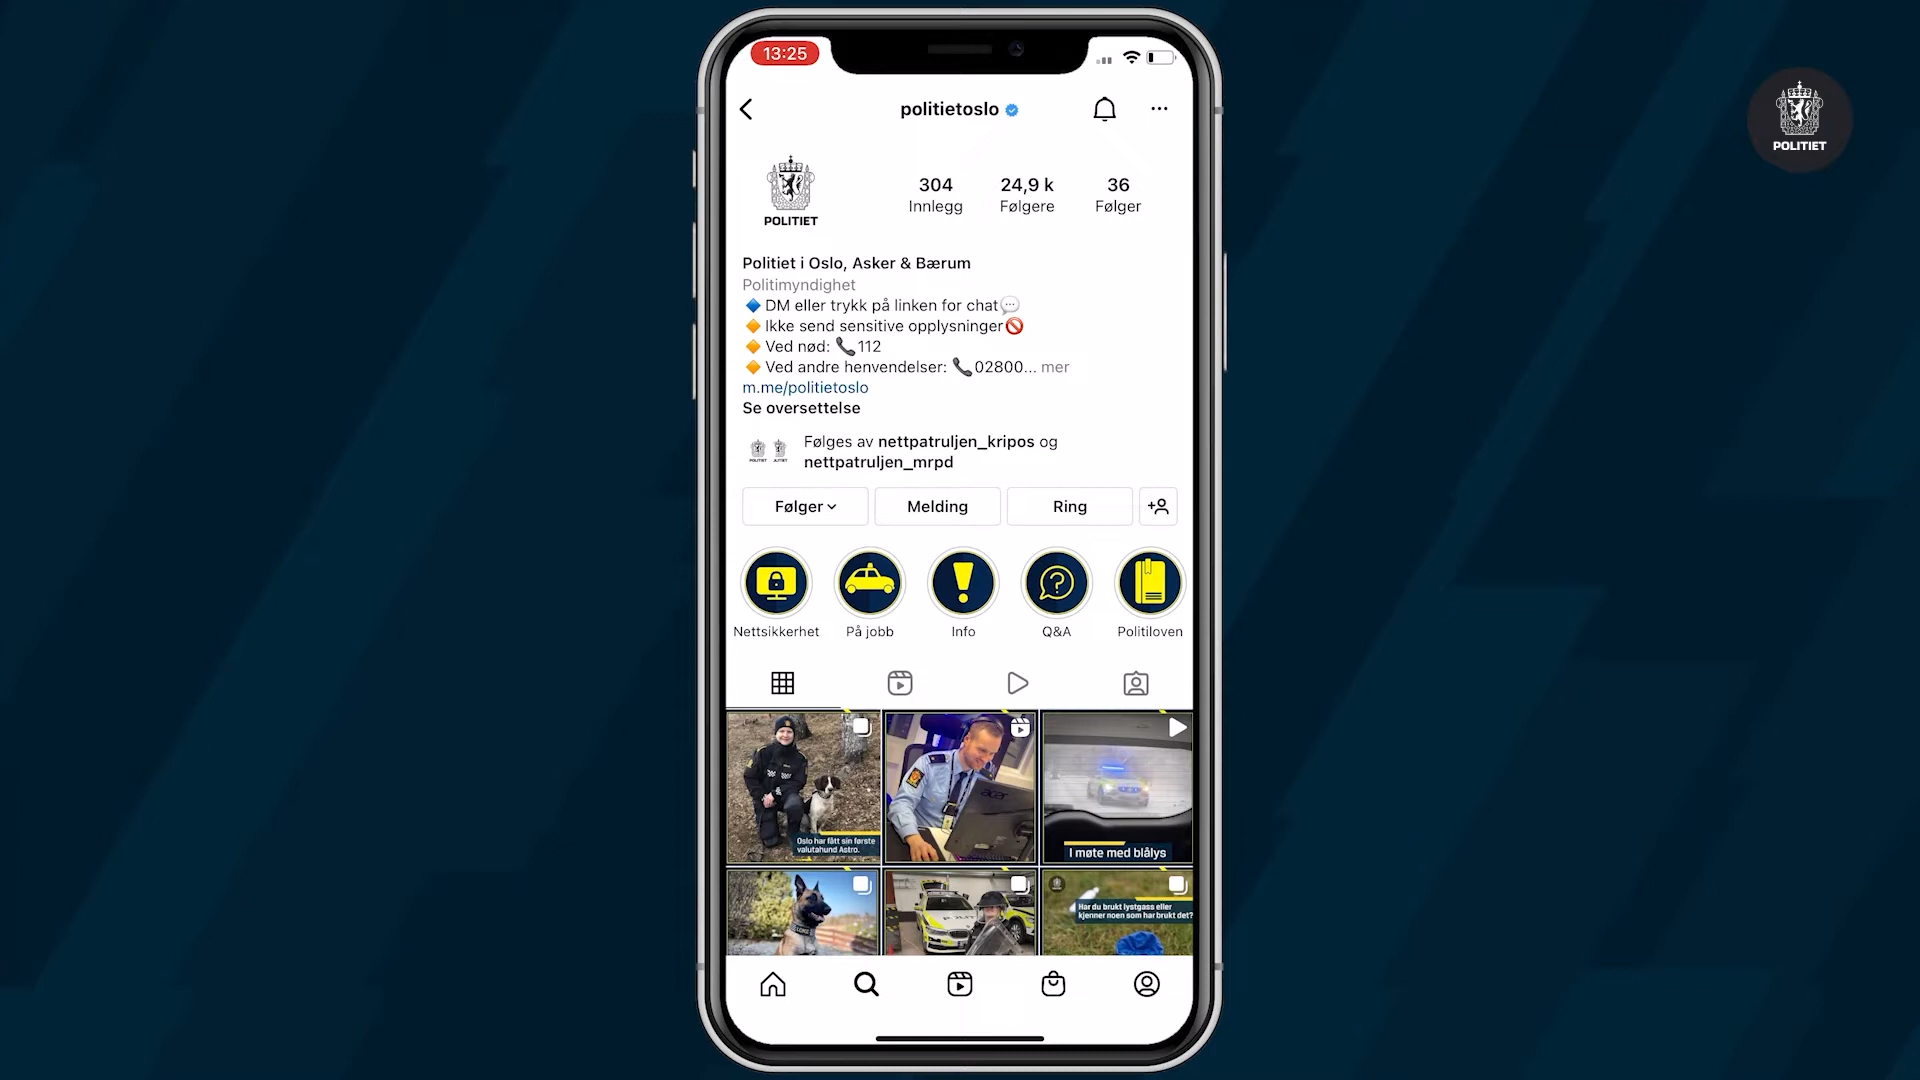 13:25
politietoslo
POLITIET
POLITIET
304
Innlegg
24,9 k
Følgere
36
Følger
Politiet i Oslo, Asker & Bærum
Politimyndighet
🔷 DM eller trykk på linken for chat💬
🔶 Ikke send sensitive opplysninger🚫
🔶 Ved nød: 📞112
🔶 Ved andre henvendelser: 📞02800... mer
m.me/politietoslo
Se oversettelse
POLITIET
Følges av nettpatruljen_kripos og
nettpatruljen_mrpd
Følger
Melding
Ring
Nettsikkerhet
På jobb
Info
Q&A
Politiloven
Oslo har fått sin første
valutahund Astro.
acer
I møte med blålys
Har du brukt lystgass eller
kjenner noen som har brukt det?